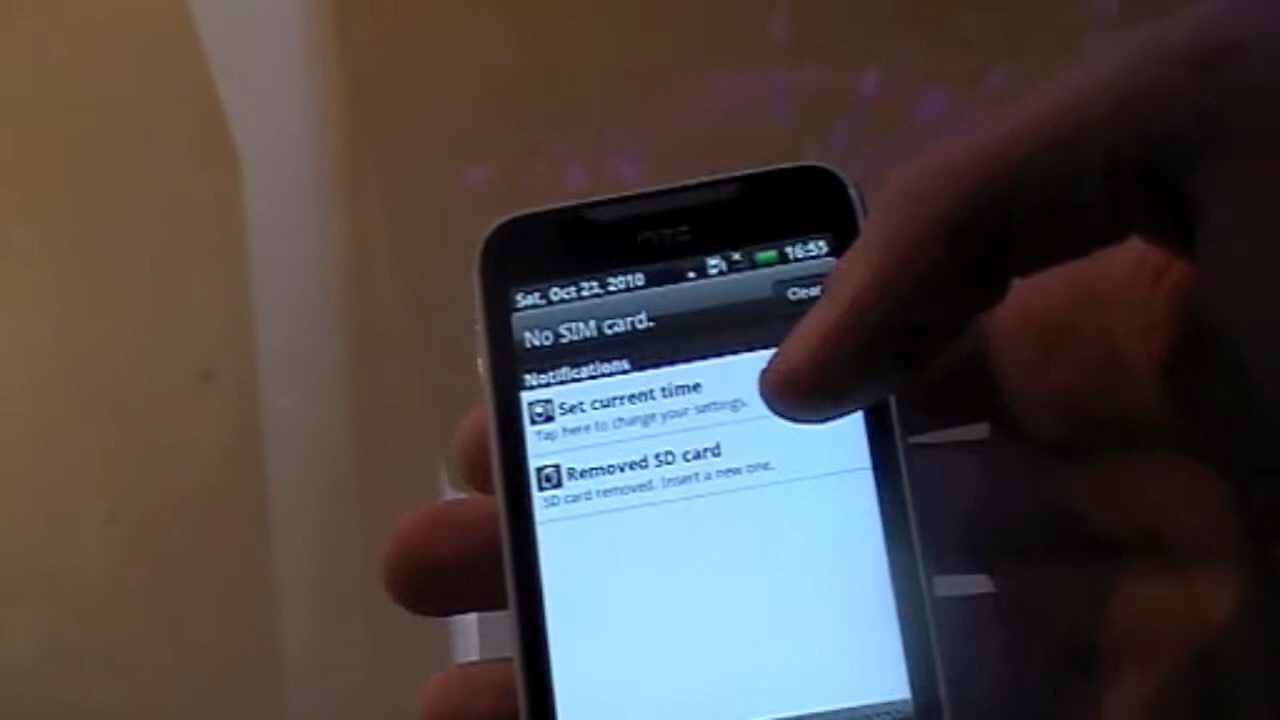 hTC
Sat, Oct 23, 2010 16:53
Clear
No SIM card.
Notifications
Set current time
Tap here to change your settings.
Removed SD card
SD card removed. Insert a new one.